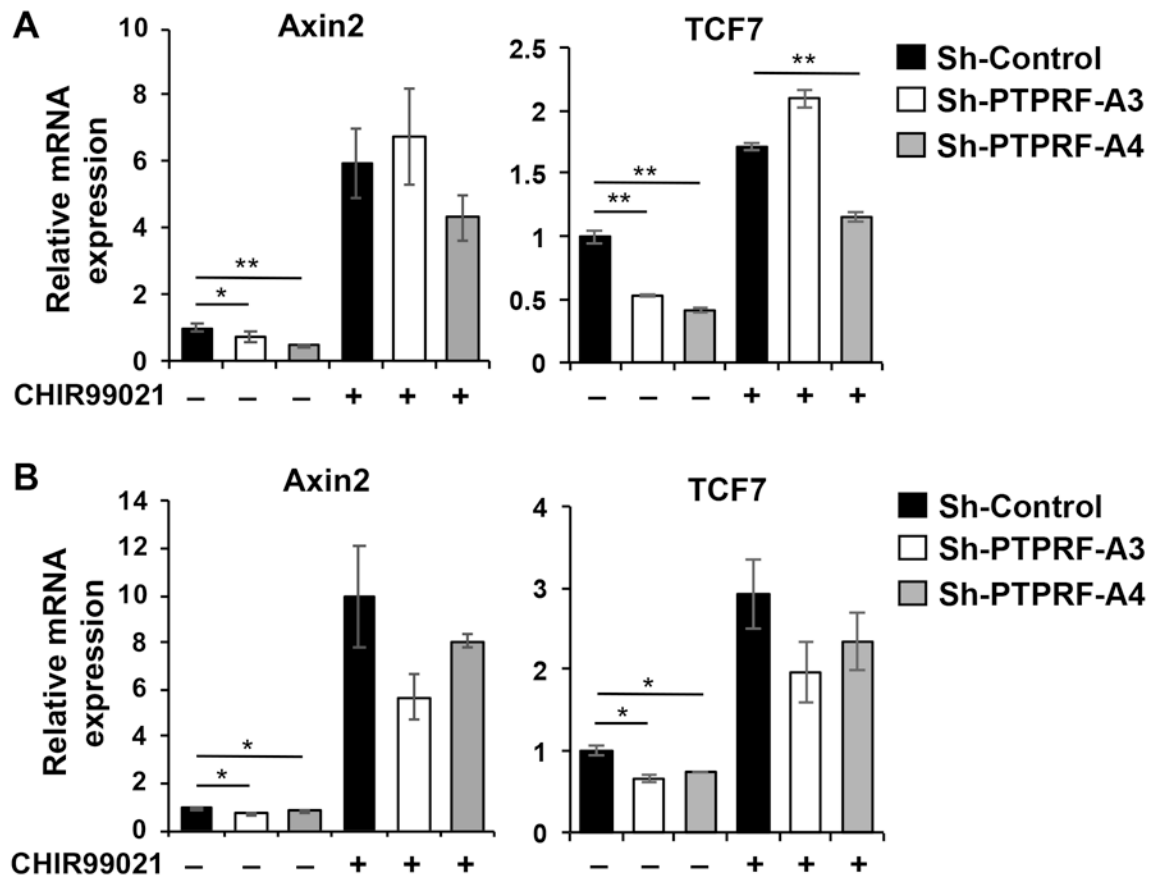 A
Axin2
TCF7
Relative mRNA
expression
10
8
6
4
2
0
*
**
2.5
2
1.5
1
0.5
0
**
**
**
Sh-Control
Sh-PTPRF-A3
Sh-PTPRF-A4
CHIR99021 – – – + + + – – – + + +
B
Axin2
TCF7
Relative mRNA
expression
14
12
10
8
6
4
2
0
*
*
4
3
2
1
0
*
*
Sh-Control
Sh-PTPRF-A3
Sh-PTPRF-A4
CHIR99021 – – – + + + – – – + + +